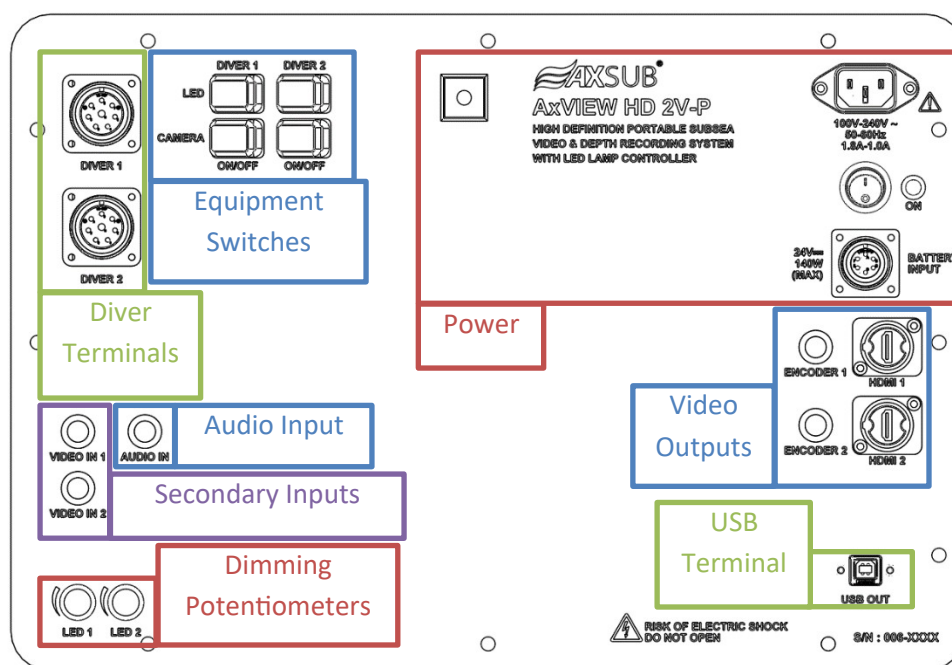 DIVER 1
DIVER 2
LED
CAMERA
ON/OFF
ON/OFF
DIVER 1
DIVER 2
Equipment
Switches
Diver
Terminals
AXSUB
AxVIEW HD 2V-P
HIGH DEFINITION PORTABLE SUBSEA
VIDEO & DEPTH RECORDING SYSTEM
WITH LED LAMP CONTROLLER
100V-240V ~
50-60Hz
1.8A-1.0A
ON
24V
140W
(MAX)
BATTER
INPUT
Power
ENCODER 1
HDMI 1
ENCODER 2
HDMI 2
Video
Outputs
VIDEO IN 1
AUDIO IN
Audio Input
VIDEO IN 2
Secondary Inputs
USB
Terminal
USB OUT
Dimming
Potentiometers
LED 1
LED 2
RISK OF ELECTRIC SHOCK
DO NOT OPEN
S/N : 006-XXXX